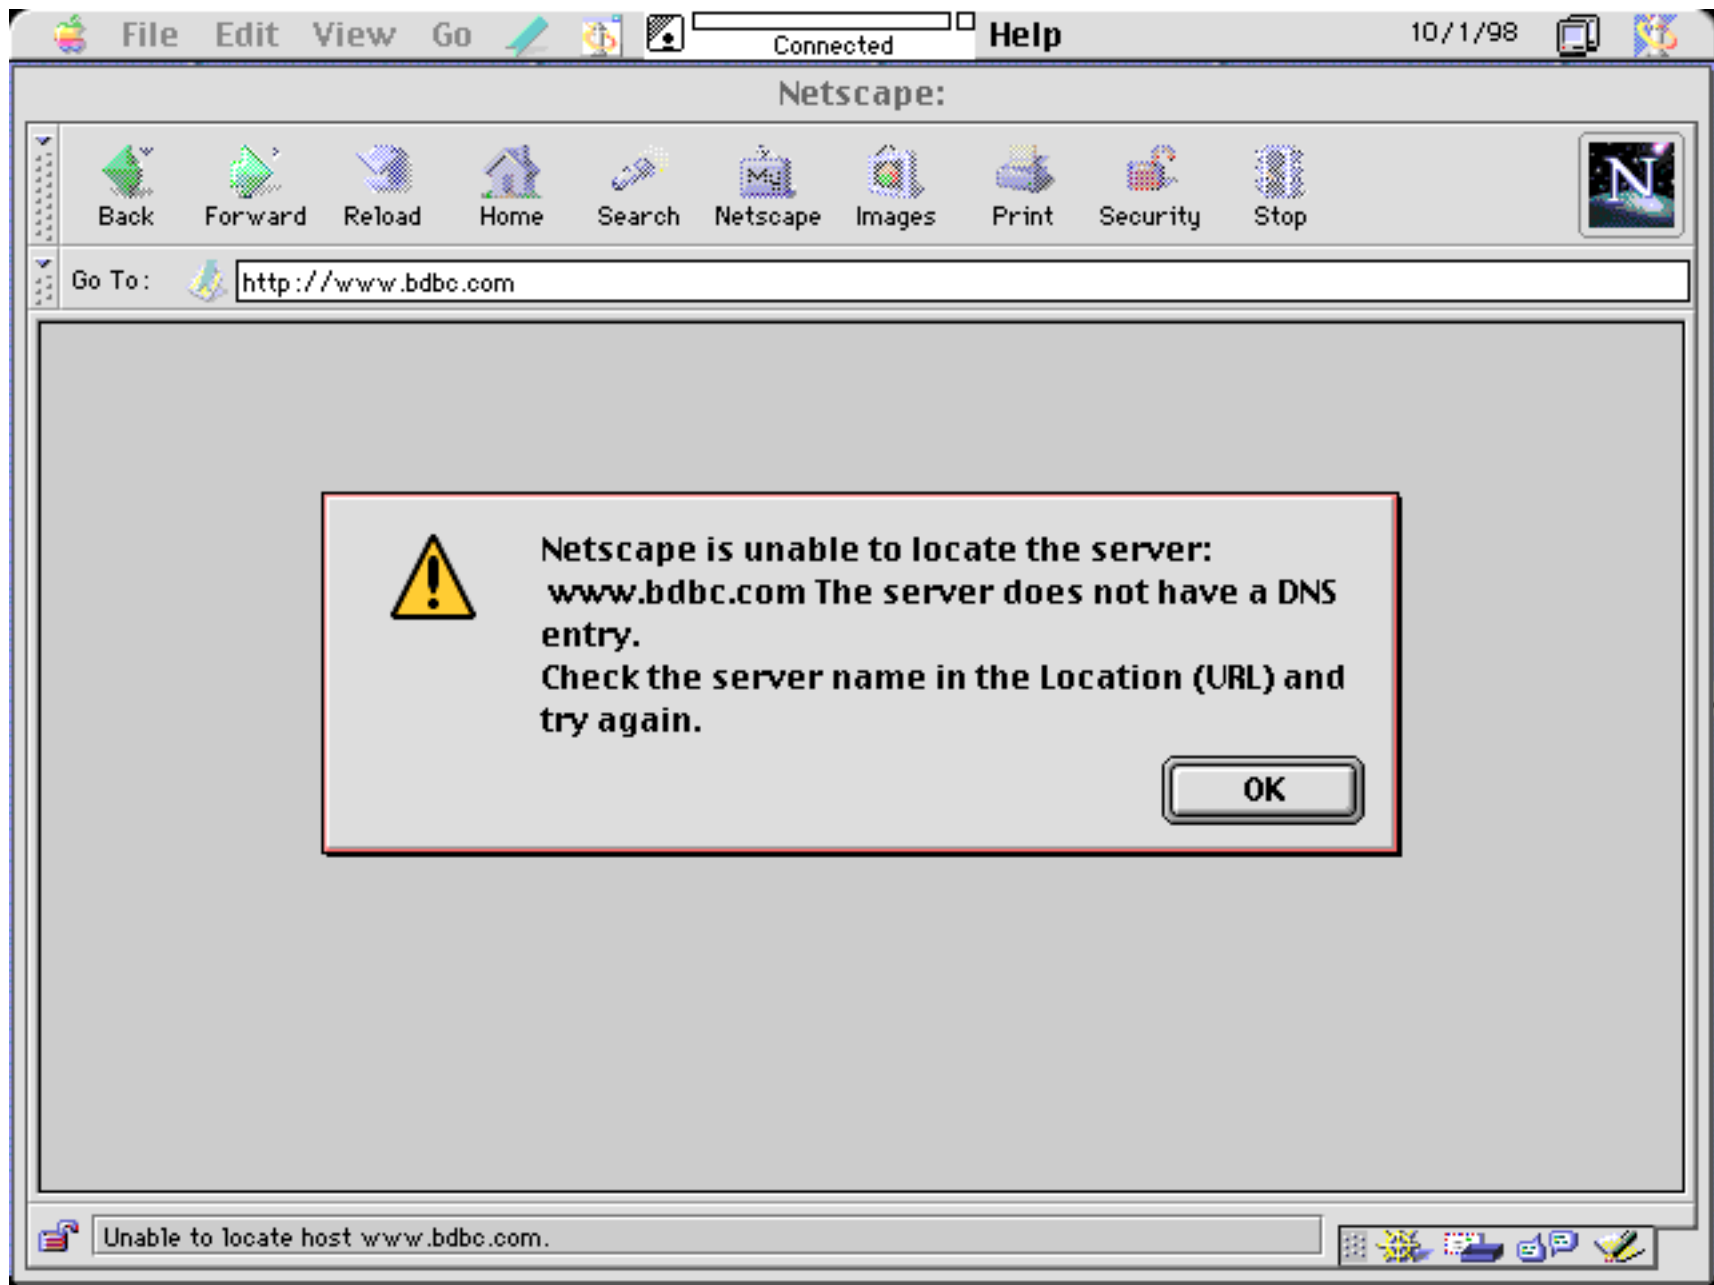 File Edit View Go Connected Help 10/1/98
Netscape:
N
Back Forward Reload Home Search My Netscape Images Print Security Stop
Go To: http://www.bdbc.com
Netscape is unable to locate the server:
www.bdbc.com The server does not have a DNS
entry.
Check the server name in the Location (URL) and
try again.
OK
Unable to locate host www.bdbc.com.